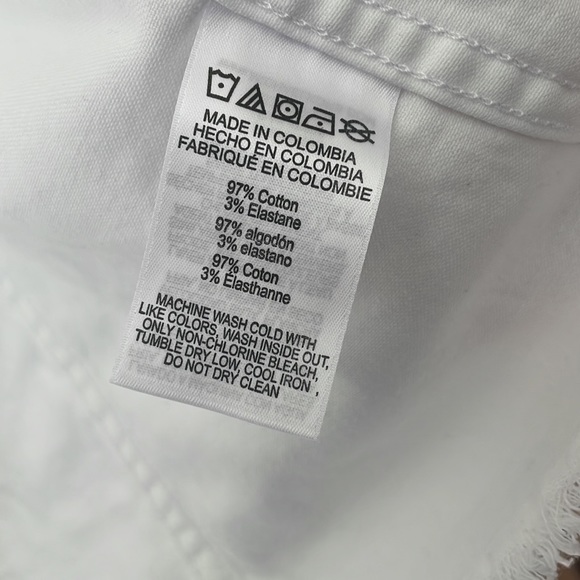 MADE IN COLOMBIA
HECHO EN COLOMBIA
FABRIQUÉ EN COLOMBIE
97% Cotton
3% Elastane
97% algodón
3% elastano
97% Coton
3% Élasthanne
MACHINE WASH COLD WITH
LIKE COLORS, WASH INSIDE OUT,
ONLY NON-CHLORINE BLEACH,
TUMBLE DRY LOW, COOL IRON ,
DO NOT DRY CLEAN